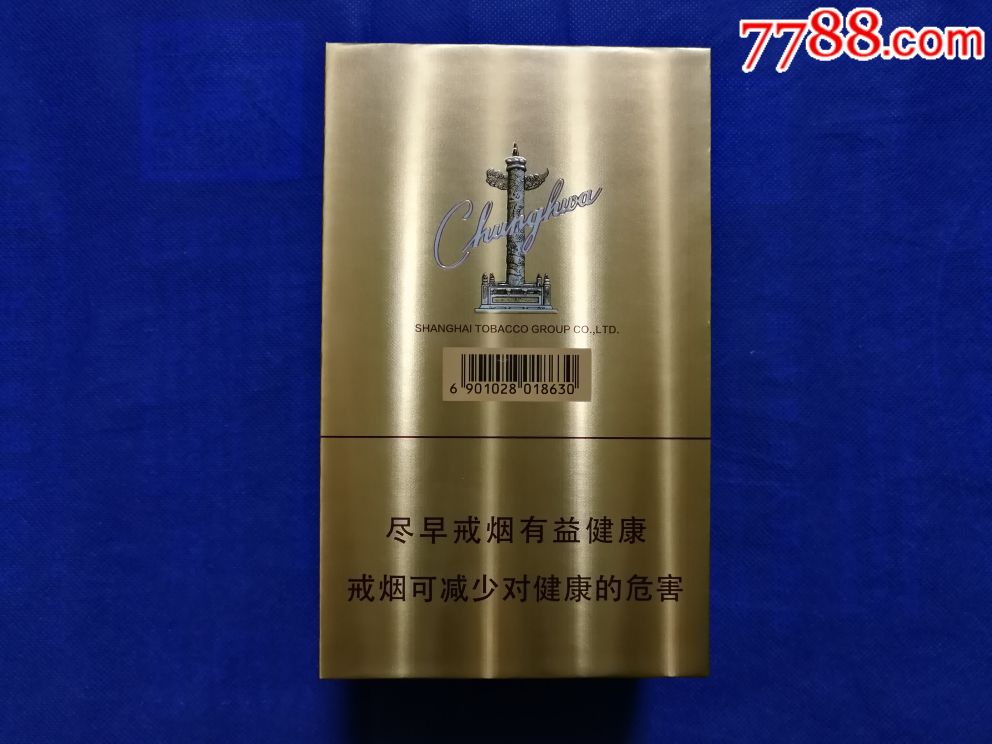 7788.com
Chunghwa
SHANGHAI TOBACCO GROUP CO.,LTD.
6 901028 018630
尽早戒烟有益健康
戒烟可减少对健康的危害